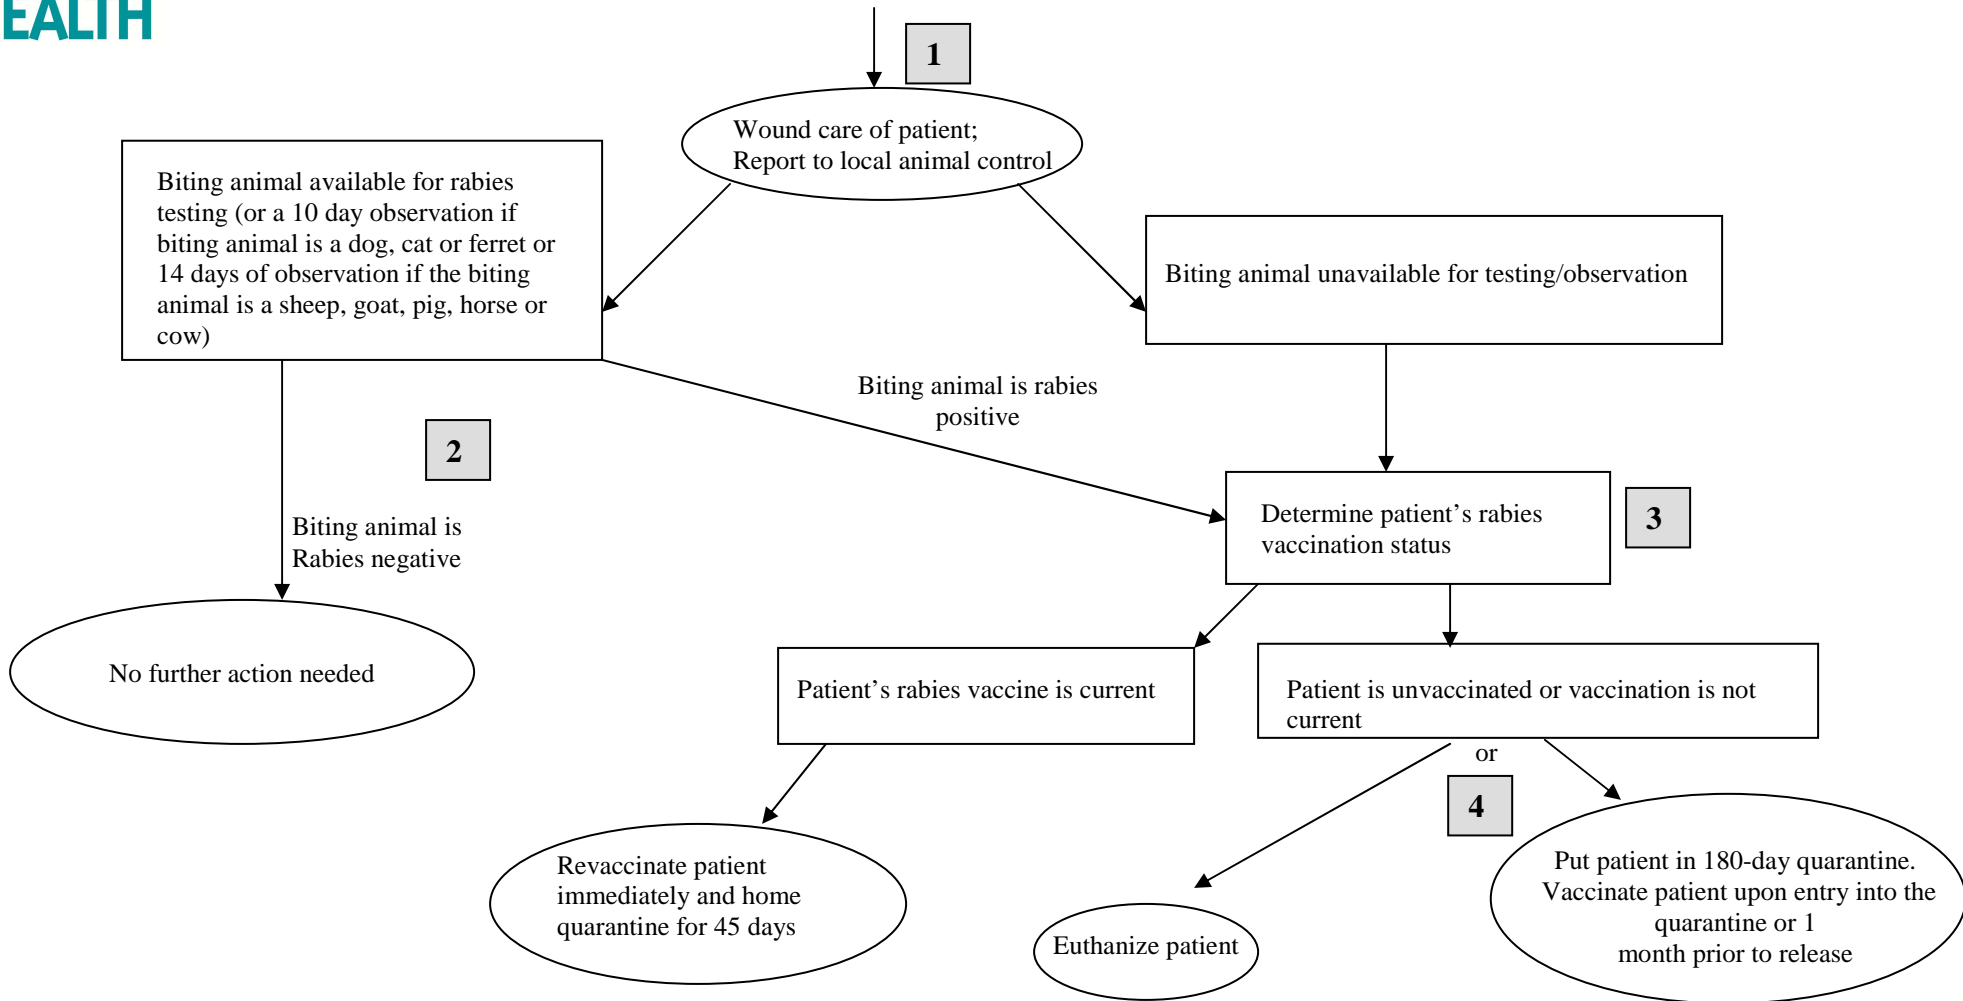 EALTH
1
Wound care of patient;
Report to local animal control
Biting animal available for rabies
testing (or a 10 day observation if
biting animal is a dog, cat or ferret or
14 days of observation if the biting
animal is a sheep, goat, pig, horse or
cow)
Biting animal unavailable for testing/observation
Biting animal is rabies
positive
2
Biting animal is
Rabies negative
Determine patient’s rabies
vaccination status
3
No further action needed
Patient’s rabies vaccine is current
Patient is unvaccinated or vaccination is not
current
or
4
Revaccinate patient
immediately and home
quarantine for 45 days
Euthanize patient
Put patient in 180-day quarantine.
Vaccinate patient upon entry into the
quarantine or 1
month prior to release